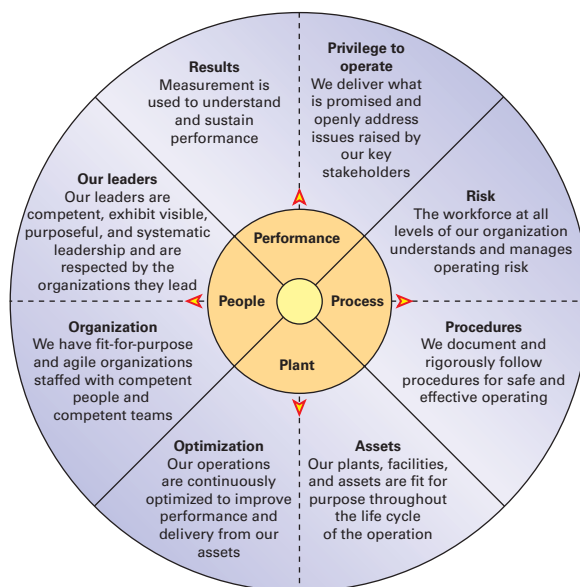 Results
Measurement is
used to understand
and sustain
performance
Privilege to
operate
We deliver what
is promised and
openly address
issues raised by
our key
stakeholders
Our leaders
Our leaders are
competent, exhibit visible,
purposeful, and systematic
leadership and are
respected by the
organizations they lead
Risk
The workforce at all
levels of our organization
understands and manages
operating risk
Performance
People
Process
Plant
Organization
We have fit-for-purpose
and agile organizations
staffed with competent
people and
competent teams
Procedures
We document and
rigorously follow
procedures for safe and
effective operating
Optimization
Our operations
are continuously
optimized to improve
performance and
delivery from our
assets
Assets
Our plants, facilities,
and assets are fit for
purpose throughout
the life cycle
of the operation